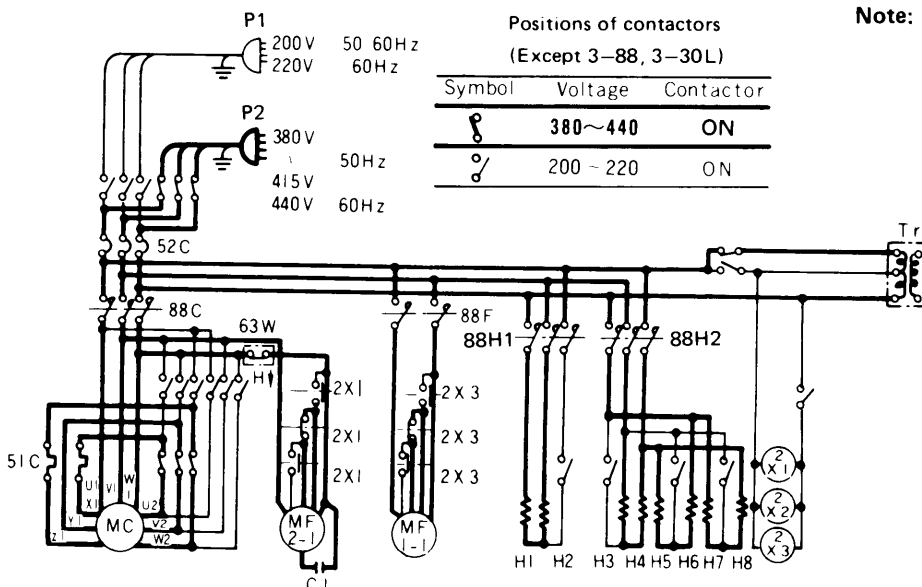 P1
200V 50 60Hz
220V 60Hz
P2
380V
\ 50Hz
415V
440V 60Hz
Positions of contactors
(Except 3–88, 3–30L)
Symbol Voltage Contactor
380~440 ON
200 ~ 220 ON
Note:
Tr
52C
88C
63W
88F
88H1
88H2
H
2X1
2X1
2X1
2X3
2X3
2X3
51C
U1 V1 W1 U2
X1
Y1 V2
Z1 W2
MC
MF
2-1
MF
1-1
C1
H1 H2 H3 H4 H5 H6 H7 H8
2
X1
2
X2
2
X3